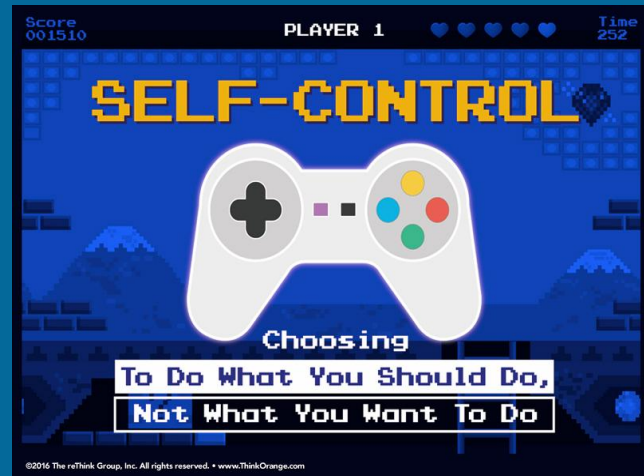 Score
001510
PLAYER 1
Time
252
SELF-CONTROL
Choosing
To Do What You Should Do,
Not What You Want To Do
©2016 The reThink Group, Inc. All rights reserved. • www.ThinkOrange.com